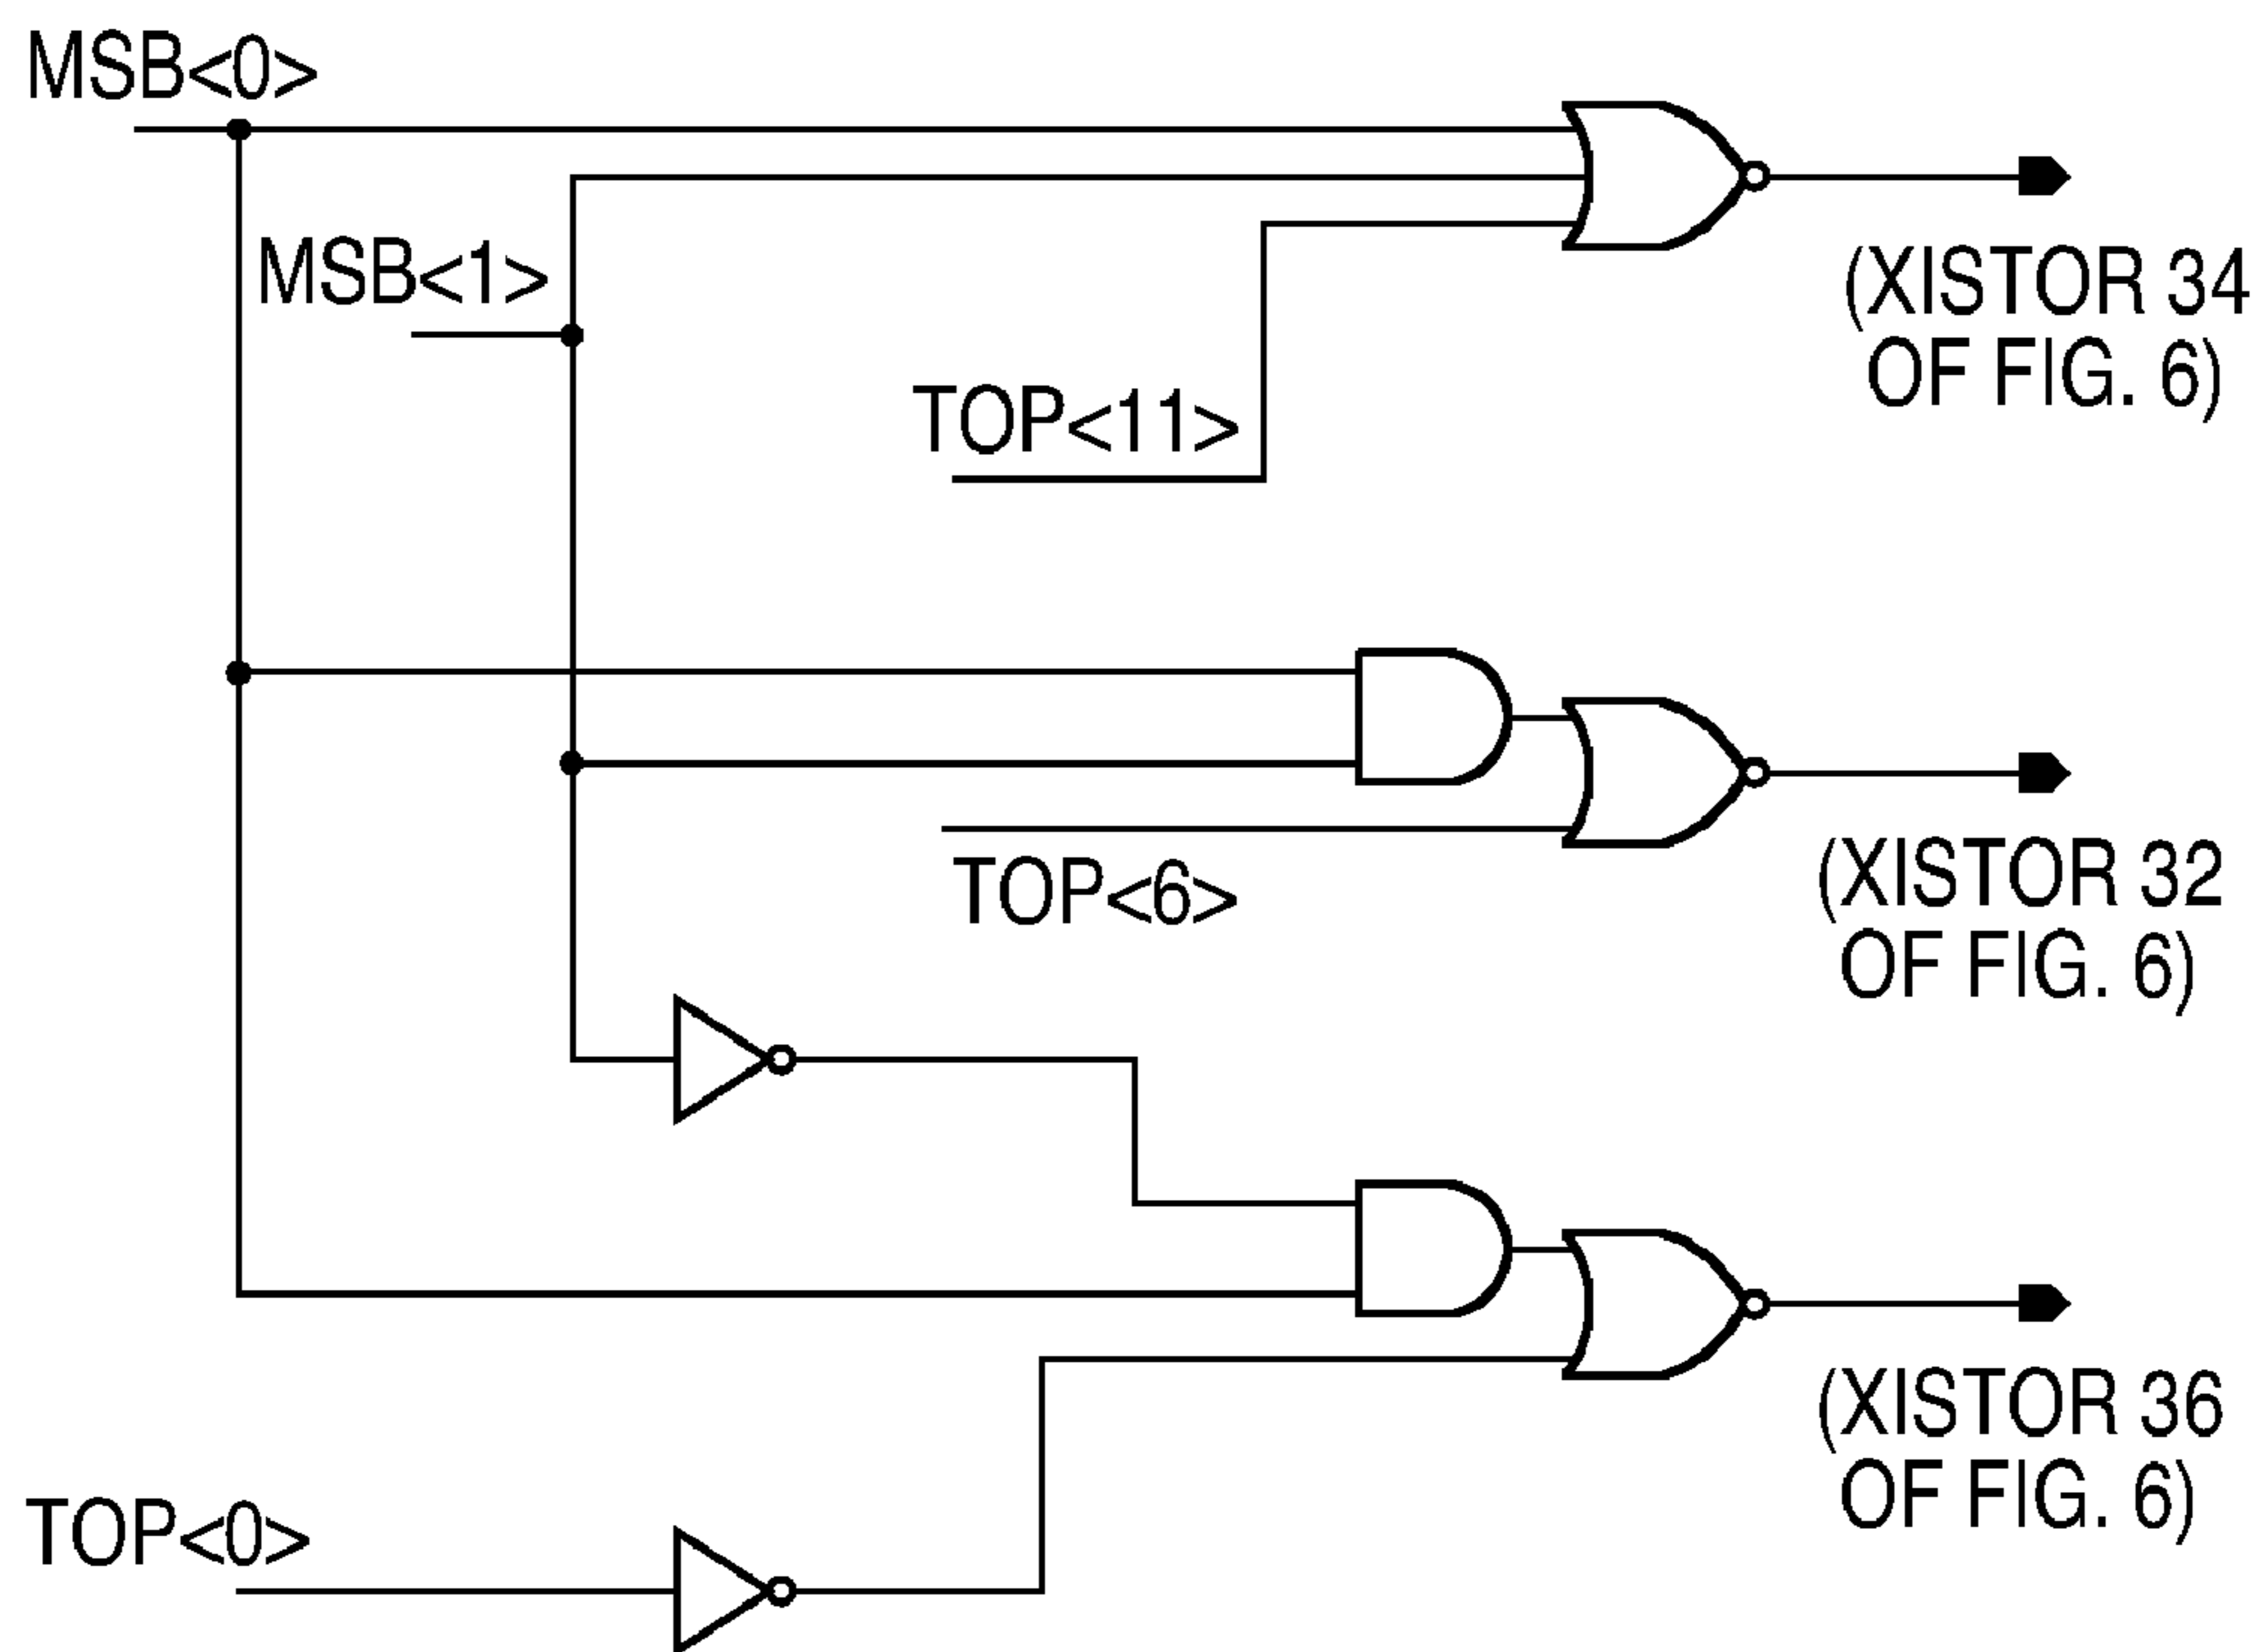 MSB<0>
MSB<1>
(XISTOR 34
OF FIG. 6)
TOP<11>
TOP<6>
(XISTOR 32
OF FIG. 6)
(XISTOR 36
OF FIG. 6)
TOP<0>